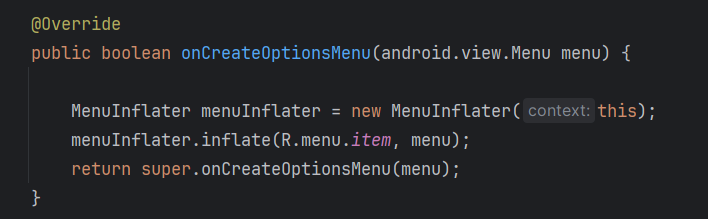 @Override
public boolean onCreateOptionsMenu(android.view.Menu menu) {
MenuInflater menuInflater = new MenuInflater( context: this);
menuInflater.inflate(R.menu.item, menu);
return super.onCreateOptionsMenu(menu);
}